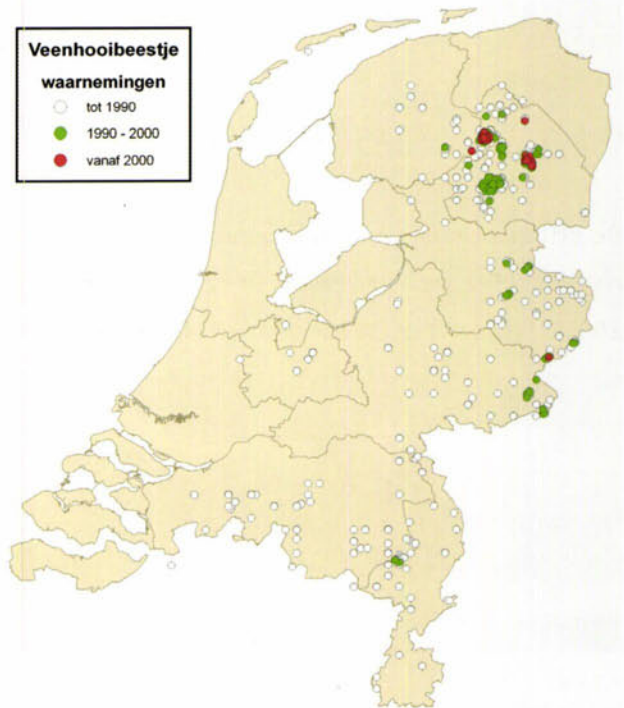 Veenhooibeestje
waarnemingen
tot 1990
1990 - 2000
vanaf 2000